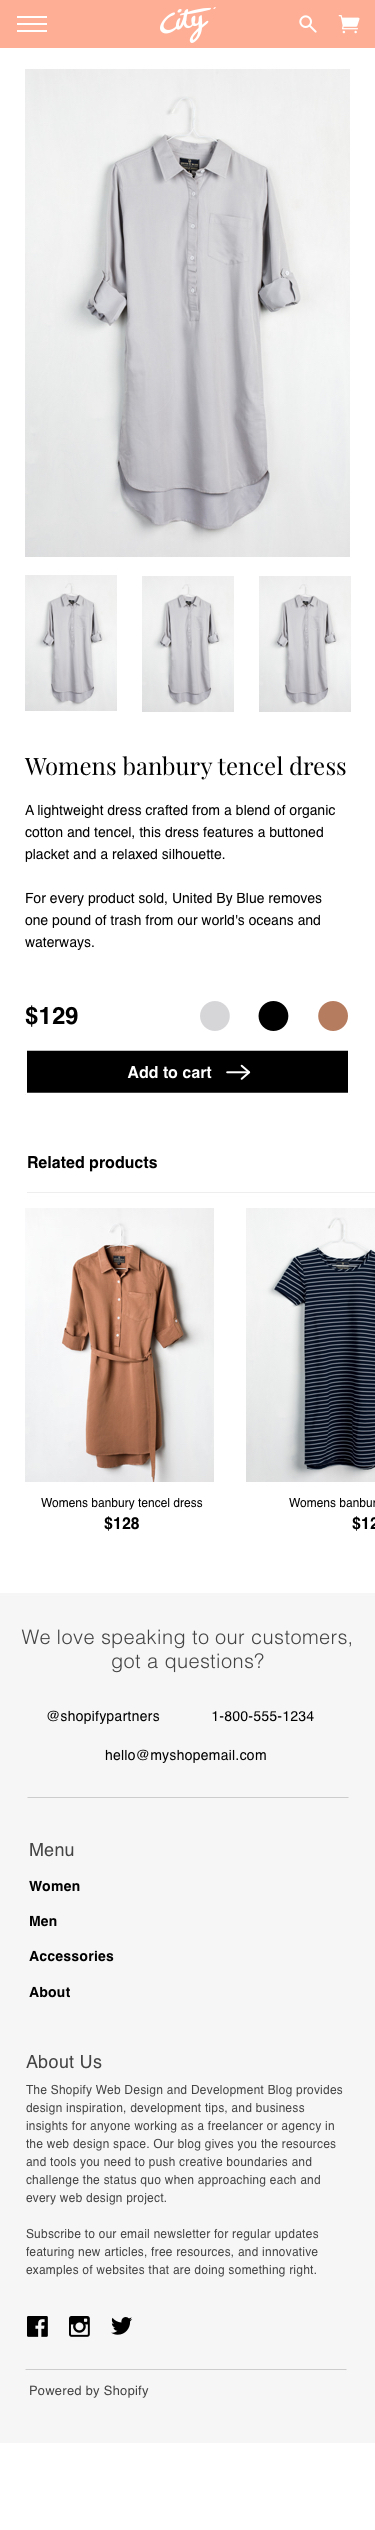 City
Womens banbury tencel dress
A lightweight dress crafted from a blend of organic
cotton and tencel, this dress features a buttoned
placket and a relaxed silhouette.
For every product sold, United By Blue removes
one pound of trash from our world's oceans and
waterways.
$129
Add to cart
Related products
Womens banbury tencel dress
$128
Womens banbur
$12
We love speaking to our customers,
got a questions?
@shopifypartners 1-800-555-1234
hello@myshopemail.com
Menu
Women
Men
Accessories
About
About Us
The Shopify Web Design and Development Blog provides
design inspiration, development tips, and business
insights for anyone working as a freelancer or agency in
the web design space. Our blog gives you the resources
and tools you need to push creative boundaries and
challenge the status quo when approaching each and
every web design project.
Subscribe to our email newsletter for regular updates
featuring new articles, free resources, and innovative
examples of websites that are doing something right.
Powered by Shopify